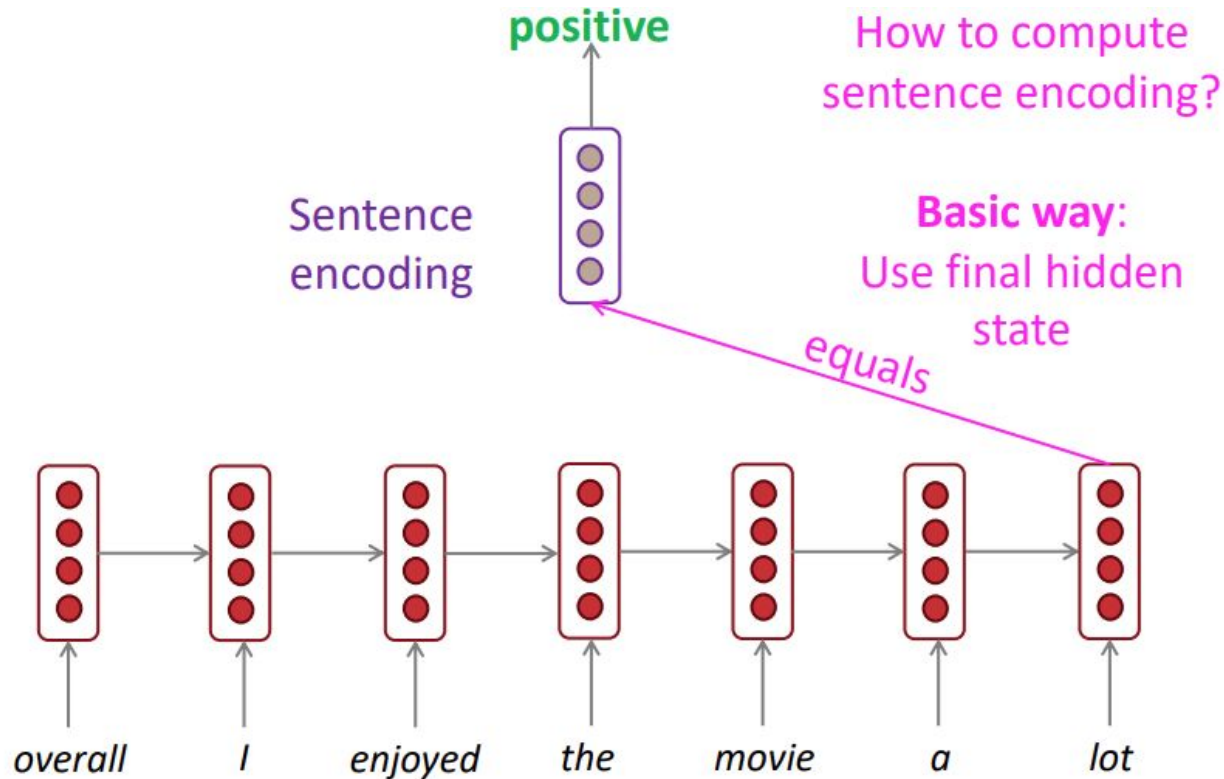 positive
How to compute
sentence encoding?
Sentence
encoding
Basic way:
Use final hidden
state
equals
overall I enjoyed the movie a lot